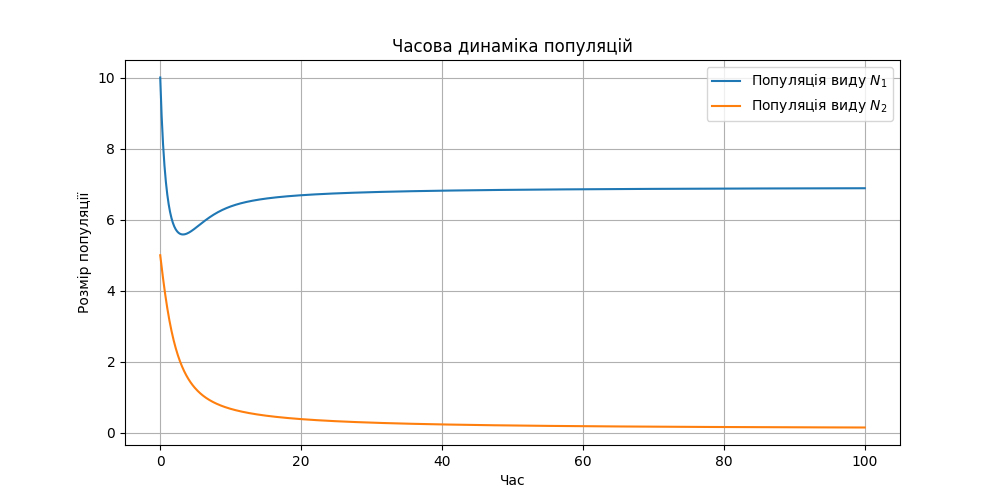 Часова динаміка популяцій
Популяція виду N₁
Популяція виду N₂
Розмір популяції
10
8
6
4
2
0
0 20 40 60 80 100
Час